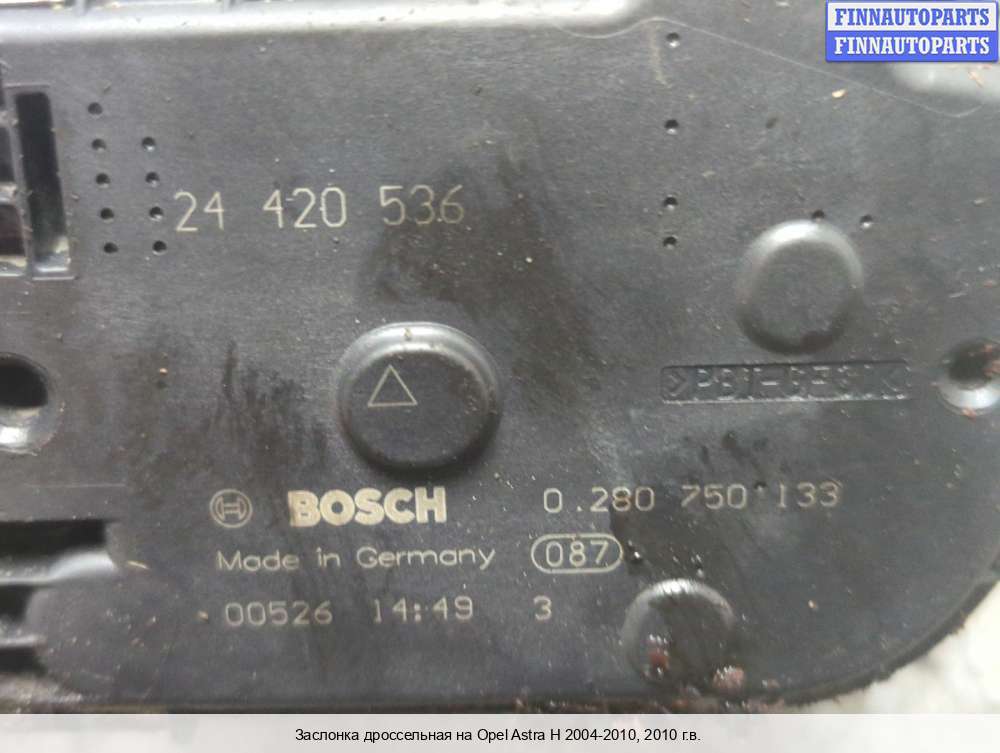 FINNAUTOPARTS
FINNAUTOPARTS
24 420 536
BOSCH 0 280 750 133
Made in Germany 087
00526 14:49 3
Заслонка дроссельная на Opel Astra H 2004-2010, 2010 г.в.